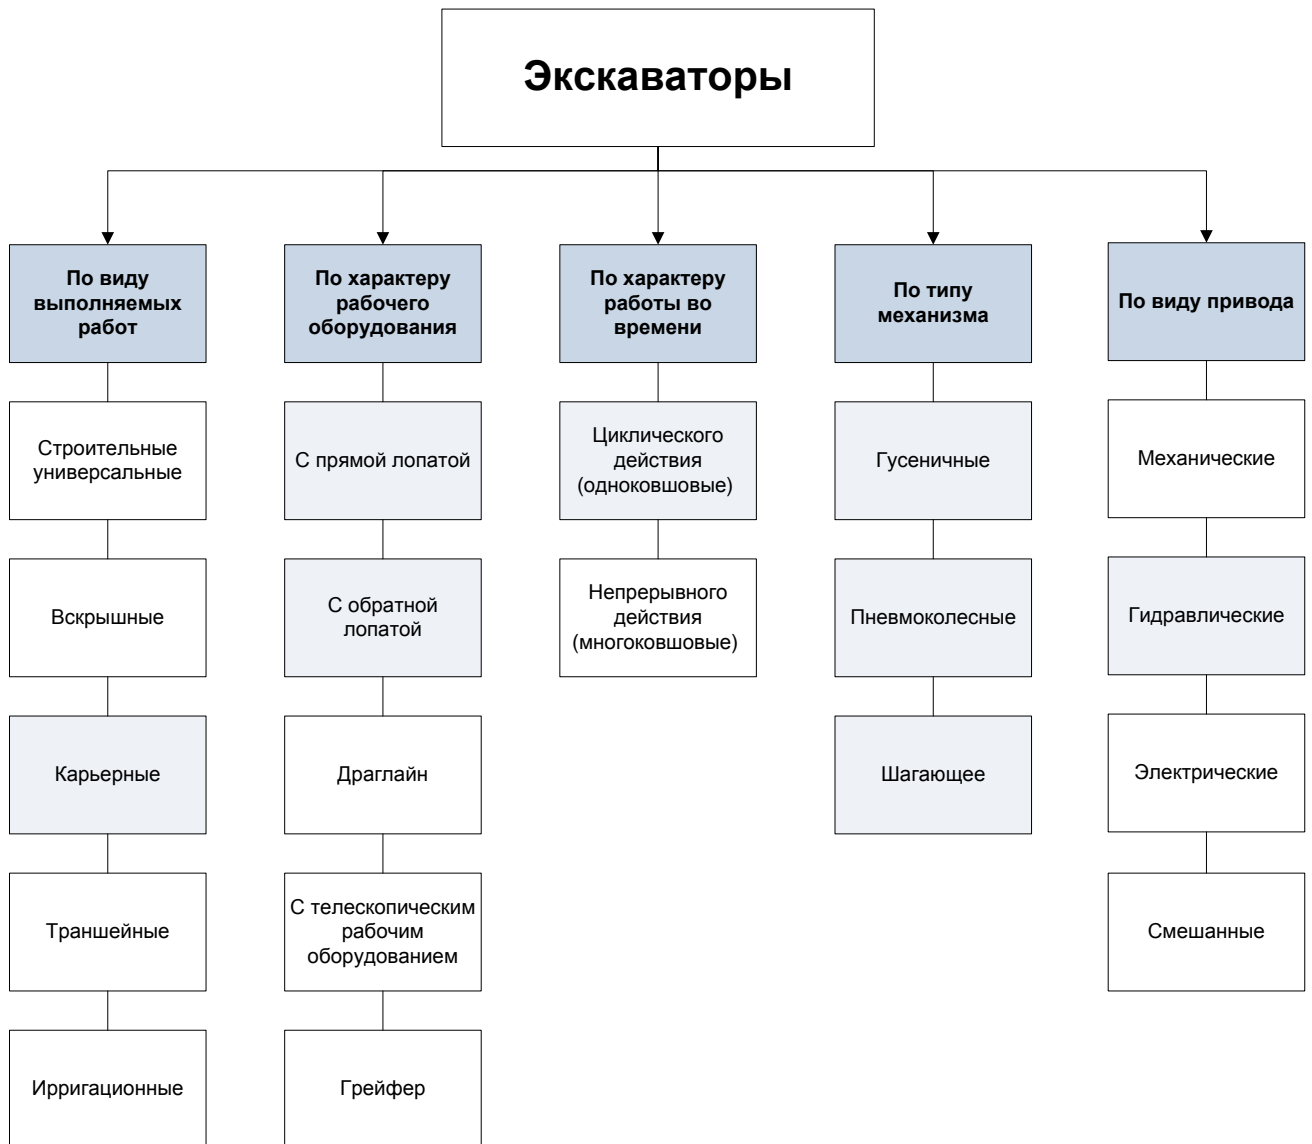 Экскаваторы
По виду
выполняемых
работ
По характеру
рабочего
оборудования
По характеру
работы во
времени
По типу
механизма
По виду привода
Строительные
универсальные
С прямой лопатой
Циклического
действия
(одноковшовые)
Гусеничные
Механические
Вскрышные
С обратной
лопатой
Непрерывного
действия
(многоковшовые)
Пневмоколесные
Гидравлические
Карьерные
Драглайн
Шагающее
Электрические
Траншейные
С телескопическим
рабочим
оборудованием
Смешанные
Ирригационные
Грейфер